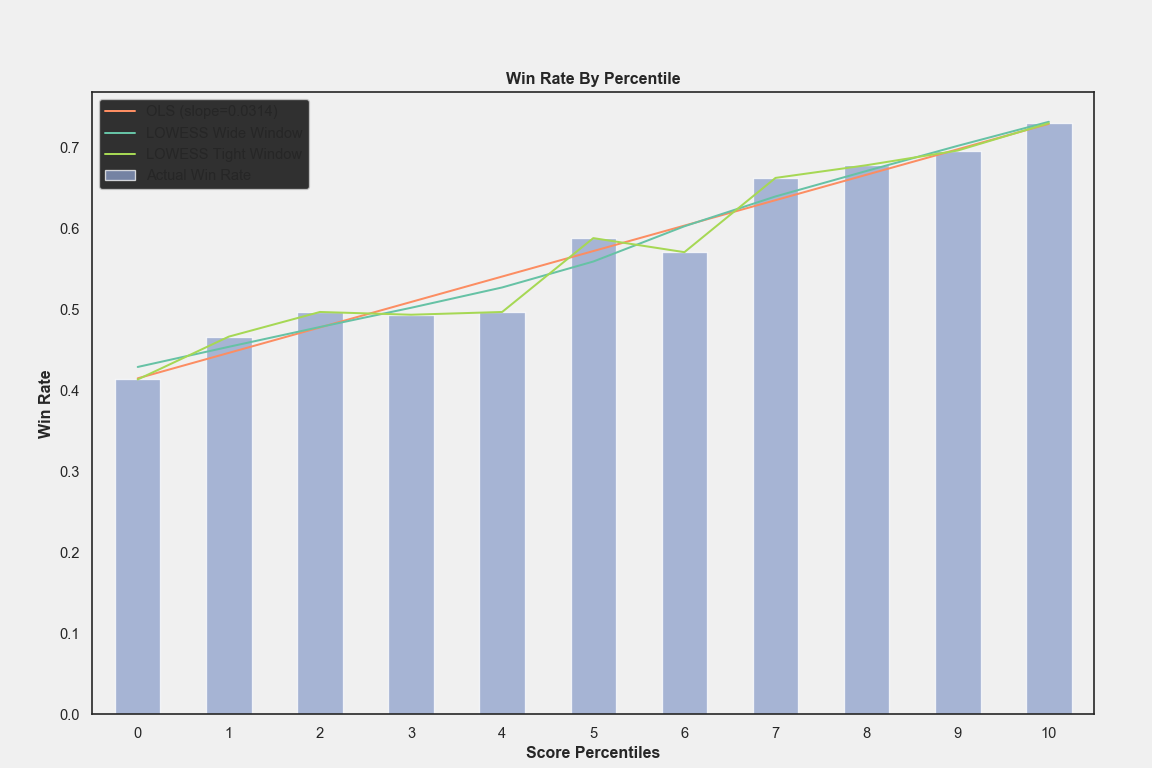 Win Rate By Percentile
OLS (slope=0.0314)
LOWESS Wide Window
LOWESS Tight Window
Actual Win Rate
0.7
0.6
0.5
0.4
0.3
0.2
0.1
0.0
Win Rate
0 1 2 3 4 5 6 7 8 9 10
Score Percentiles